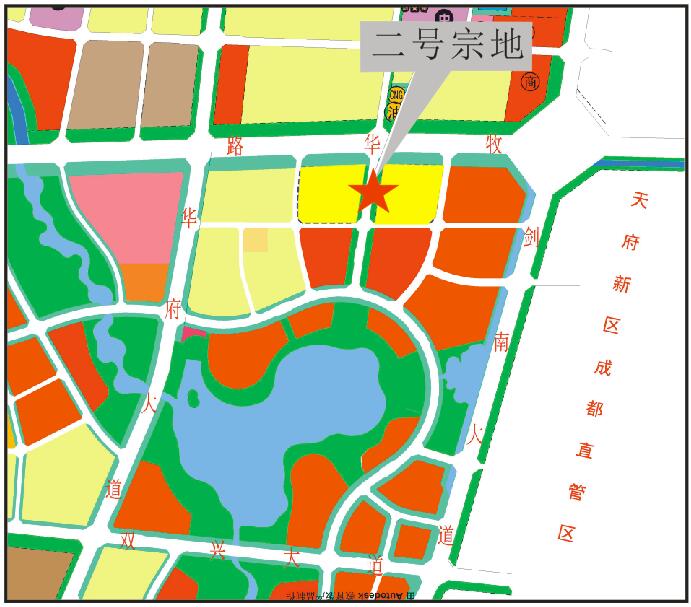 二号宗地
商
路华牧
华府大道
剑南大道
天府新区成都直管区
双兴大道
由 Autodesk 教育版产品制作